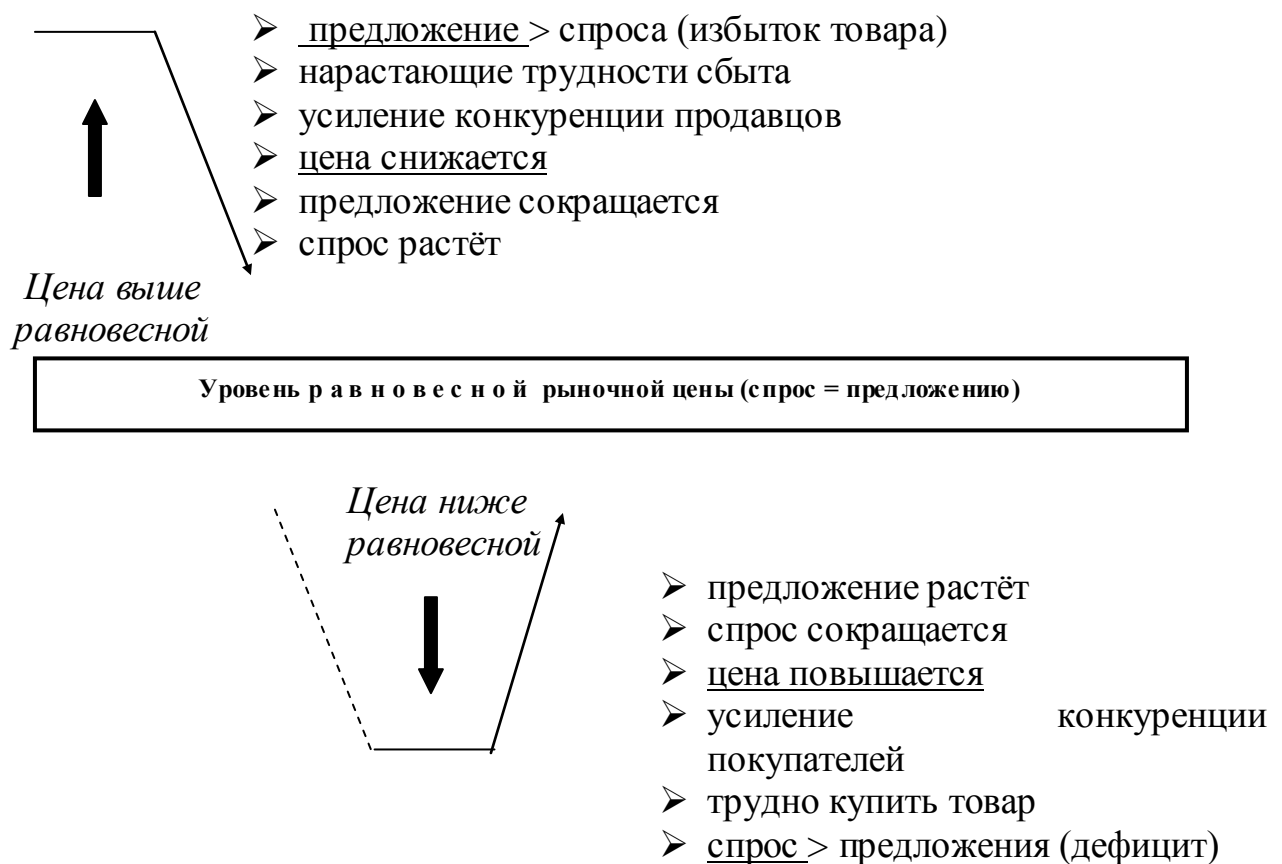 ➢ предложение > спроса (избыток товара)
➢ нарастающие трудности сбыта
➢ усиление конкуренции продавцов
➢ цена снижается
➢ предложение сокращается
➢ спрос растёт
Цена выше
равновесной
Уровень р а в н о в е с н о й рыночной цены (спрос = предложению)
Цена ниже
равновесной
➢ предложение растёт
➢ спрос сокращается
➢ цена повышается
➢ усиление конкуренции
покупателей
➢ трудно купить товар
➢ спрос > предложения (дефицит)